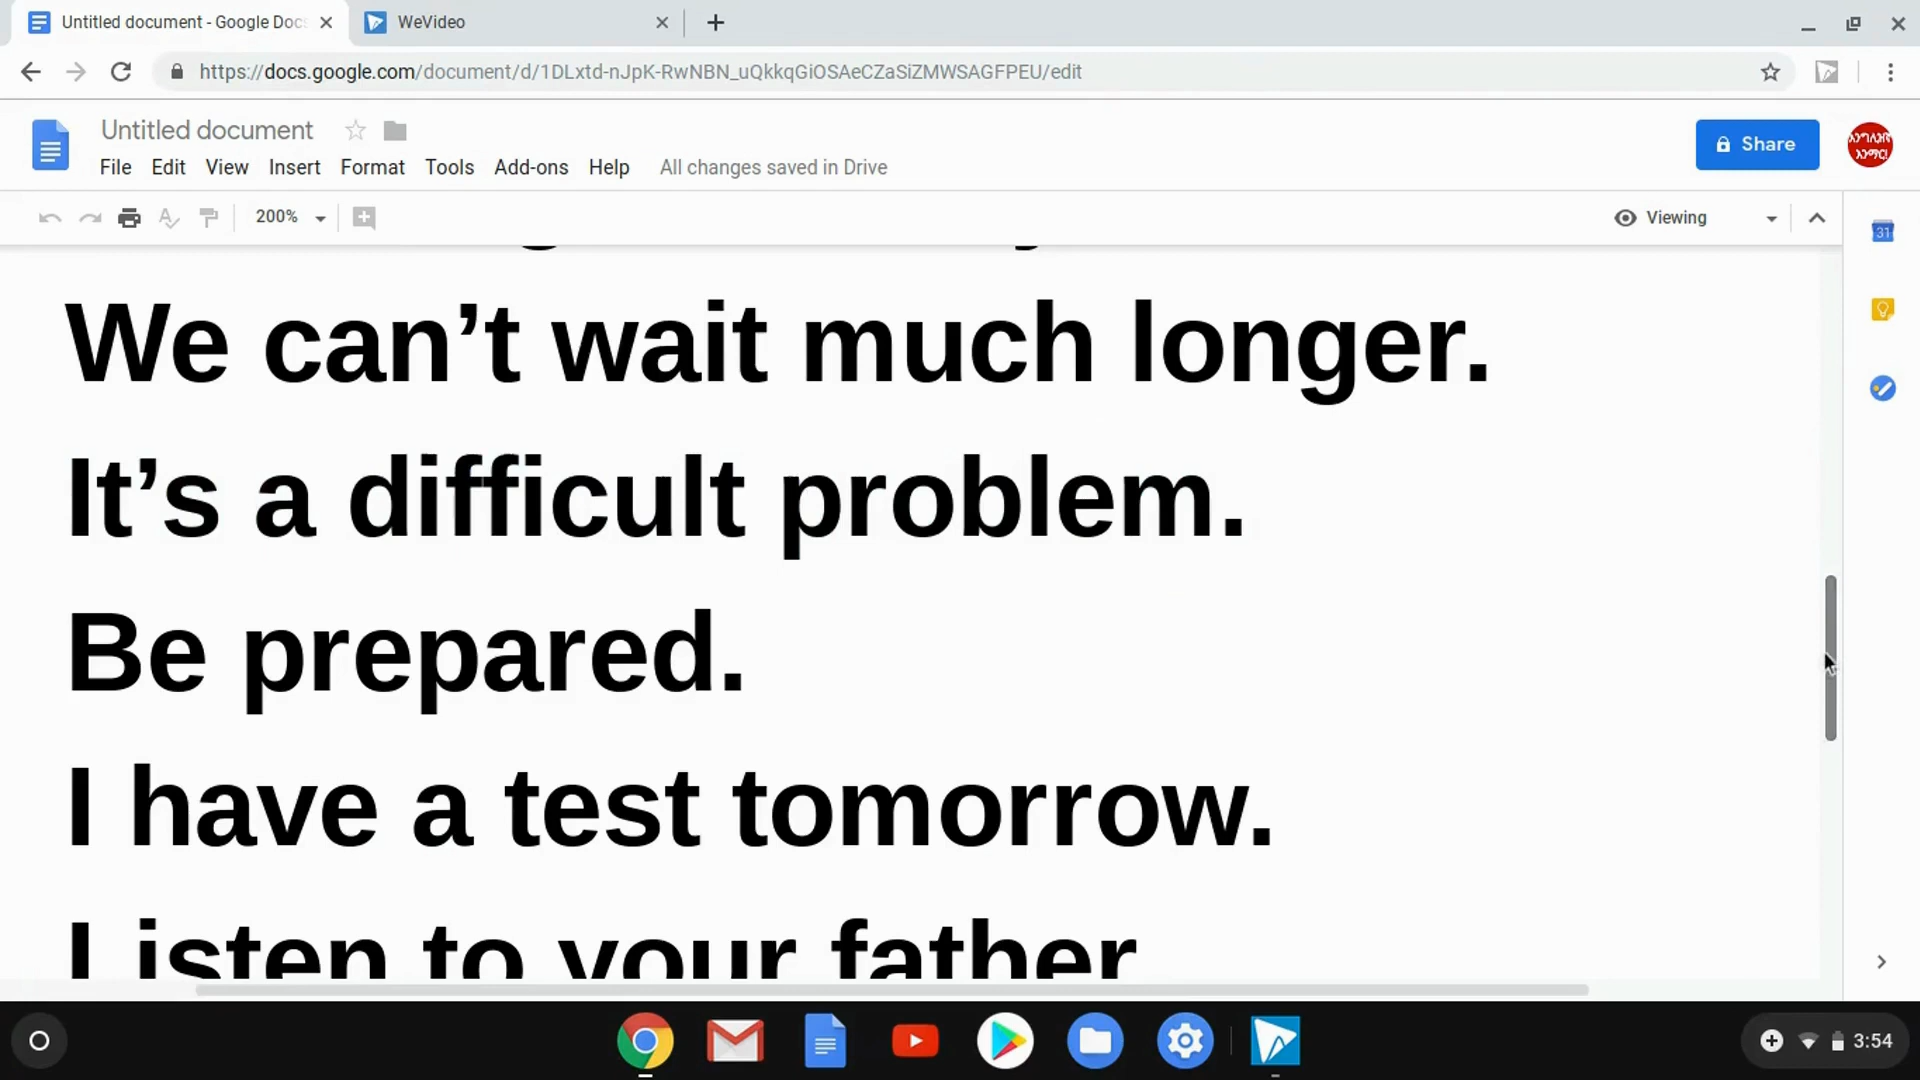 Untitled document - Google Docs
WeVideo
https://docs.google.com/document/d/1DLxtd-nJpK-RwNBN_uQkkqGiOSAeCZaSiZMWSAGFPEU/edit
Untitled document
File Edit View Insert Format Tools Add-ons Help All changes saved in Drive
Share
እንግሊዝኛ
እንማር!
200%
Viewing
31
We can’t wait much longer.
It’s a difficult problem.
Be prepared.
I have a test tomorrow.
Listen to your father
3:54